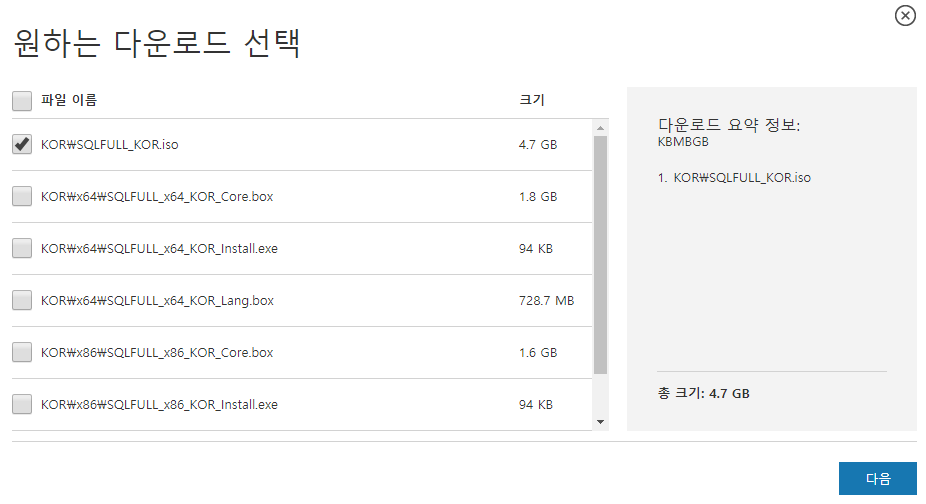 원하는 다운로드 선택
파일 이름 크기
KOR₩SQLFULL_KOR.iso 4.7 GB
KOR₩x64₩SQLFULL_x64_KOR_Core.box 1.8 GB
KOR₩x64₩SQLFULL_x64_KOR_Install.exe 94 KB
KOR₩x64₩SQLFULL_x64_KOR_Lang.box 728.7 MB
KOR₩x86₩SQLFULL_x86_KOR_Core.box 1.6 GB
KOR₩x86₩SQLFULL_x86_KOR_Install.exe 94 KB
다운로드 요약 정보:
KBMBGB
1. KOR₩SQLFULL_KOR.iso
총 크기: 4.7 GB
다음